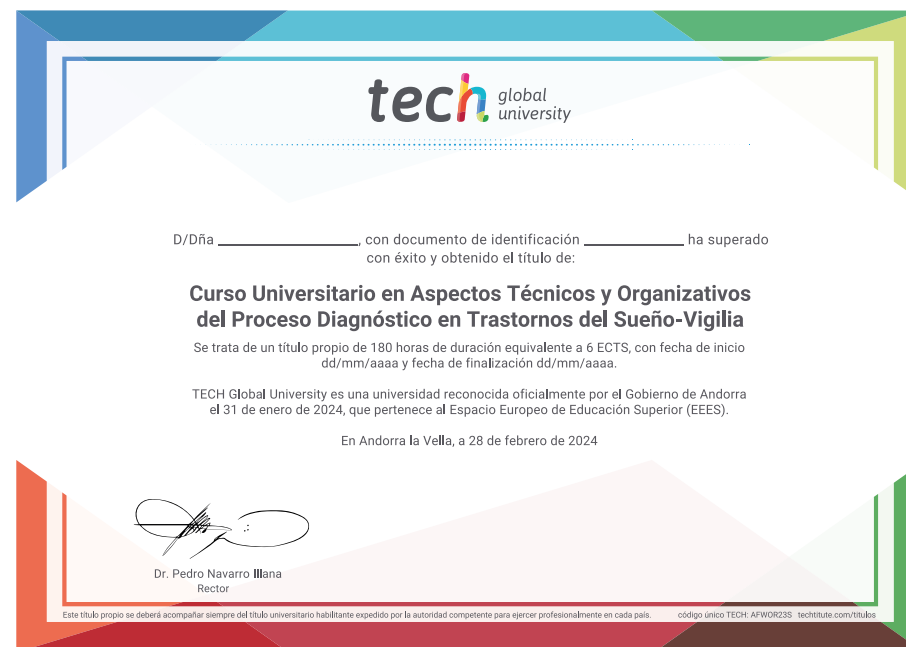 tech global
university
D/Dña ____________________, con documento de identificación ______________ ha superado
con éxito y obtenido el título de:
Curso Universitario en Aspectos Técnicos y Organizativos
del Proceso Diagnóstico en Trastornos del Sueño-Vigilia
Se trata de un título propio de 180 horas de duración equivalente a 6 ECTS, con fecha de inicio
dd/mm/aaaa y fecha de finalización dd/mm/aaaa.
TECH Global University es una universidad reconocida oficialmente por el Gobierno de Andorra
el 31 de enero de 2024, que pertenece al Espacio Europeo de Educación Superior (EEES).
En Andorra la Vella, a 28 de febrero de 2024
Dr. Pedro Navarro Illana
Rector
Este título propio se deberá acompañar siempre del título universitario habilitante expedido por la autoridad competente para ejercer profesionalmente en cada país. código único TECH: AFWOR23S techtitute.com/titulos